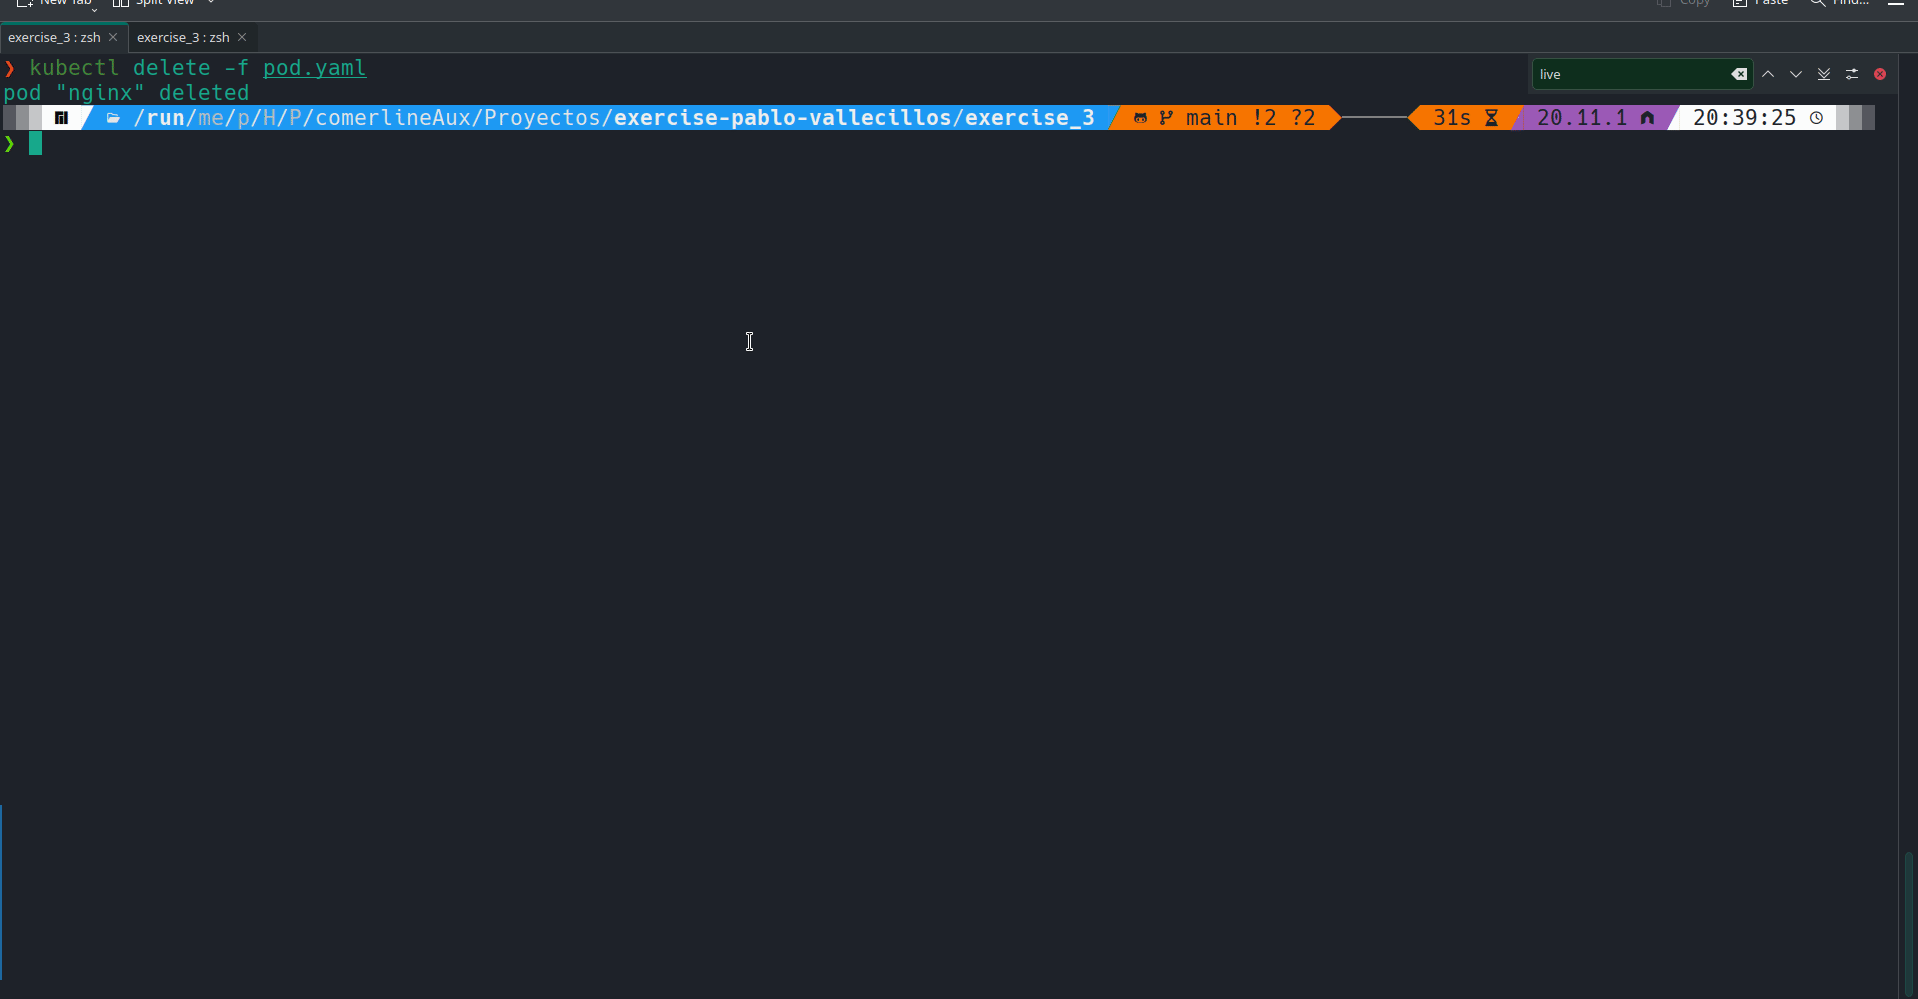 New Tab Split View Copy Paste Find...
exercise_3 : zsh exercise_3 : zsh
❯ kubectl delete -f pod.yaml
live
pod "nginx" deleted
/run/me/p/H/P/comerlineAux/Proyectos/exercise-pablo-vallecillos/exercise_3 main !2 ?2 31s 20.11.1 20:39:25
❯